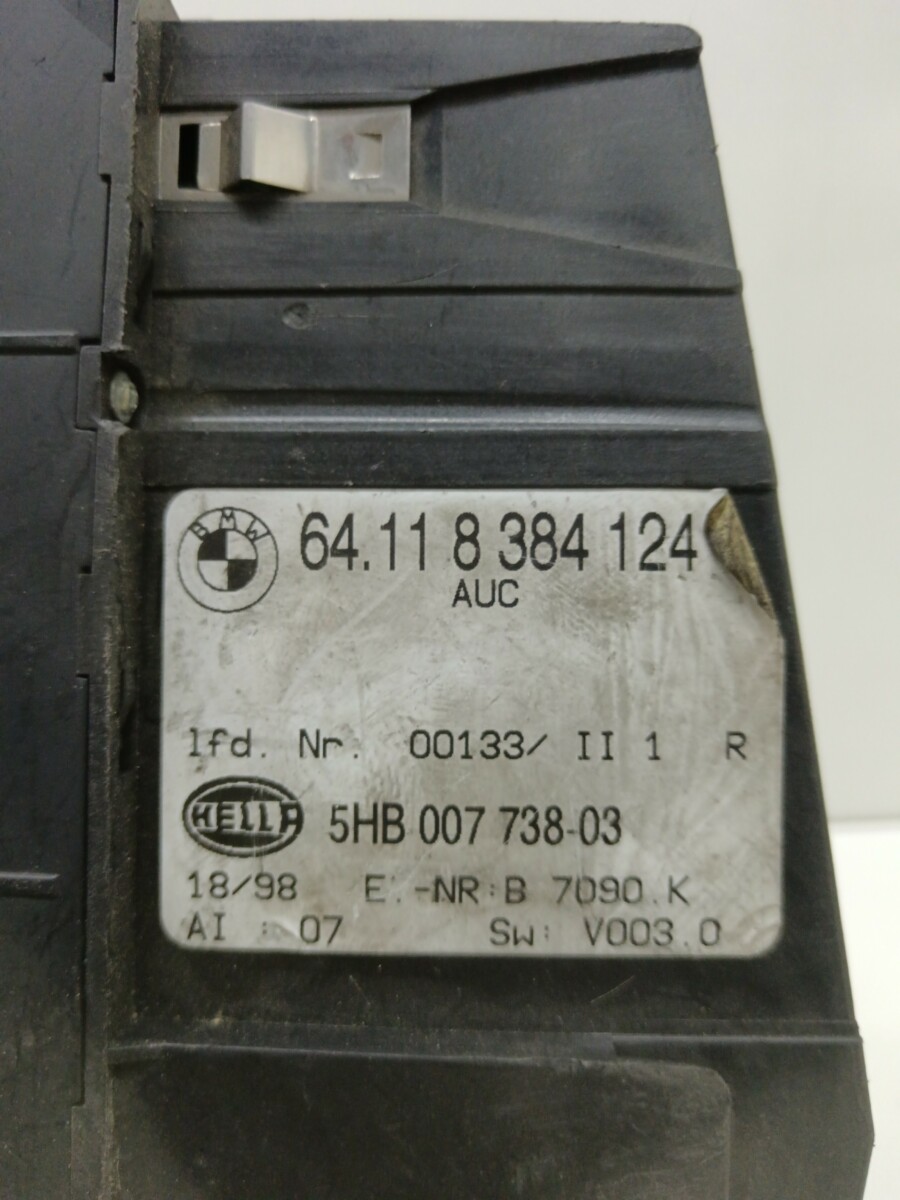 BMW
64.11 8 384 124
AUC
lfd. Nr. 00133/ II 1 R
HELLA
5HB 007 738-03
18/98 E.-NR:B 7090.K
AI : 07 Sw: V003.0